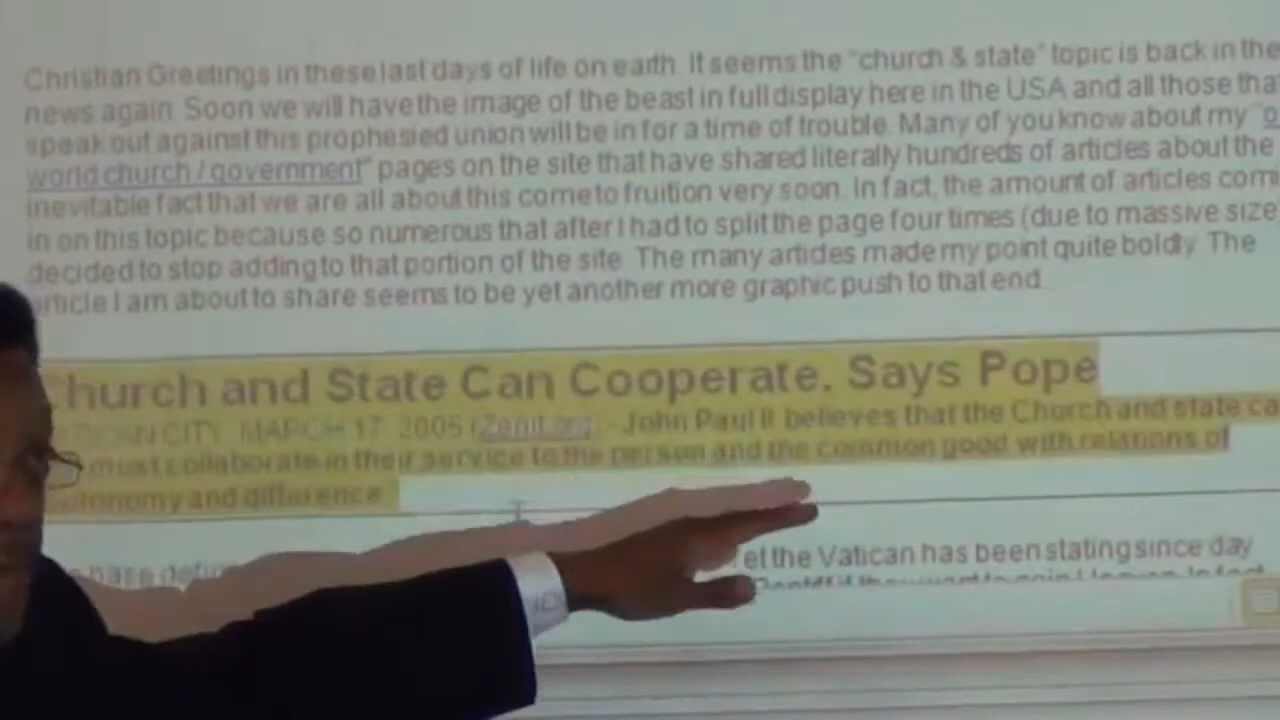 Christian Greetings in these last days of life on earth. It seems the "church & state" topic is back in the
news again. Soon we will have the image of the beast in full display here in the USA and all those tha
speak out against this prophesied union will be in for a time of trouble. Many of you know about my "o
world church / government" pages on the site that have shared literally hundreds of articles about the
inevitable fact that we are all about this come to fruition very soon. In fact, the amount of articles comi
in on this topic because so numerous that after I had to split the page four times (due to massive size)
decided to stop adding to that portion of the site. The many articles made my point quite boldly. The
article I am about to share seems to be yet another more graphic push to that end.
Church and State Can Cooperate, Says Pope
VATICAN CITY, MARCH 17, 2005 (Zenit.org) - John Paul II believes that the Church and state ca
must collaborate in their service to the person and the common good with relations of
autonomy and difference
et the Vatican has been stating since day